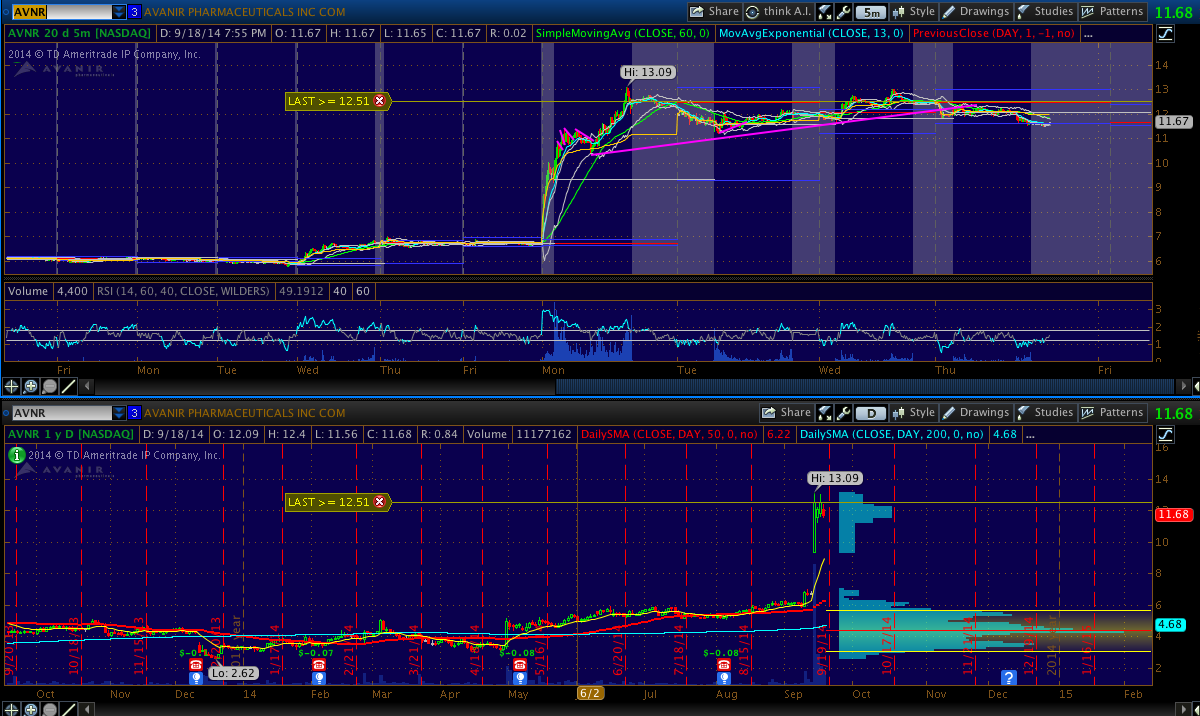 AVNR 3 AVANIR PHARMACEUTICALS INC COM Share think A.I. 5m Style Drawings Studies Patterns 11.68
AVNR 20 d 5m [NASDAQ] D: 9/18/14 7:55 PM O: 11.67 H: 11.67 L: 11.65 C: 11.67 R: 0.02 SimpleMovingAvg (CLOSE, 60, 0) MovAvgExponential (CLOSE, 13, 0) PreviousClose (DAY, 1, -1, no) ...
2014 © TD Ameritrade IP Company, Inc.
AVANIR
Hi: 13.09
LAST >= 12.51
14
13
12
11.67
11
10
9
8
7
6
Volume 4,400 RSI (14, 60, 40, CLOSE, WILDERS) 49.1912 40 60
3
2
1
0
Fri Mon Tue Wed Thu Fri Mon Tue Wed Thu Fri
AVNR 3 AVANIR PHARMACEUTICALS INC COM Share D Style Drawings Studies Patterns 11.68
AVNR 1 y D [NASDAQ] D: 9/18/14 O: 12.09 H: 12.4 L: 11.56 C: 11.68 R: 0.84 Volume 11177162 DailySMA (CLOSE, DAY, 50, 0, no) 6.22 DailySMA (CLOSE, DAY, 200, 0, no) 4.68 ...
2014 © TD Ameritrade IP Company, Inc.
AVANIR
Hi: 13.09
LAST >= 12.51
16
14
11.68
10
8
6
4.68
4
2
$-0.07 $-0.08 $-0.08
Lo: 2.62
10/17/14
Oct Nov Dec 14 Feb Mar Apr May 6/2 Jul Aug Sep Oct Nov Dec 15 Feb